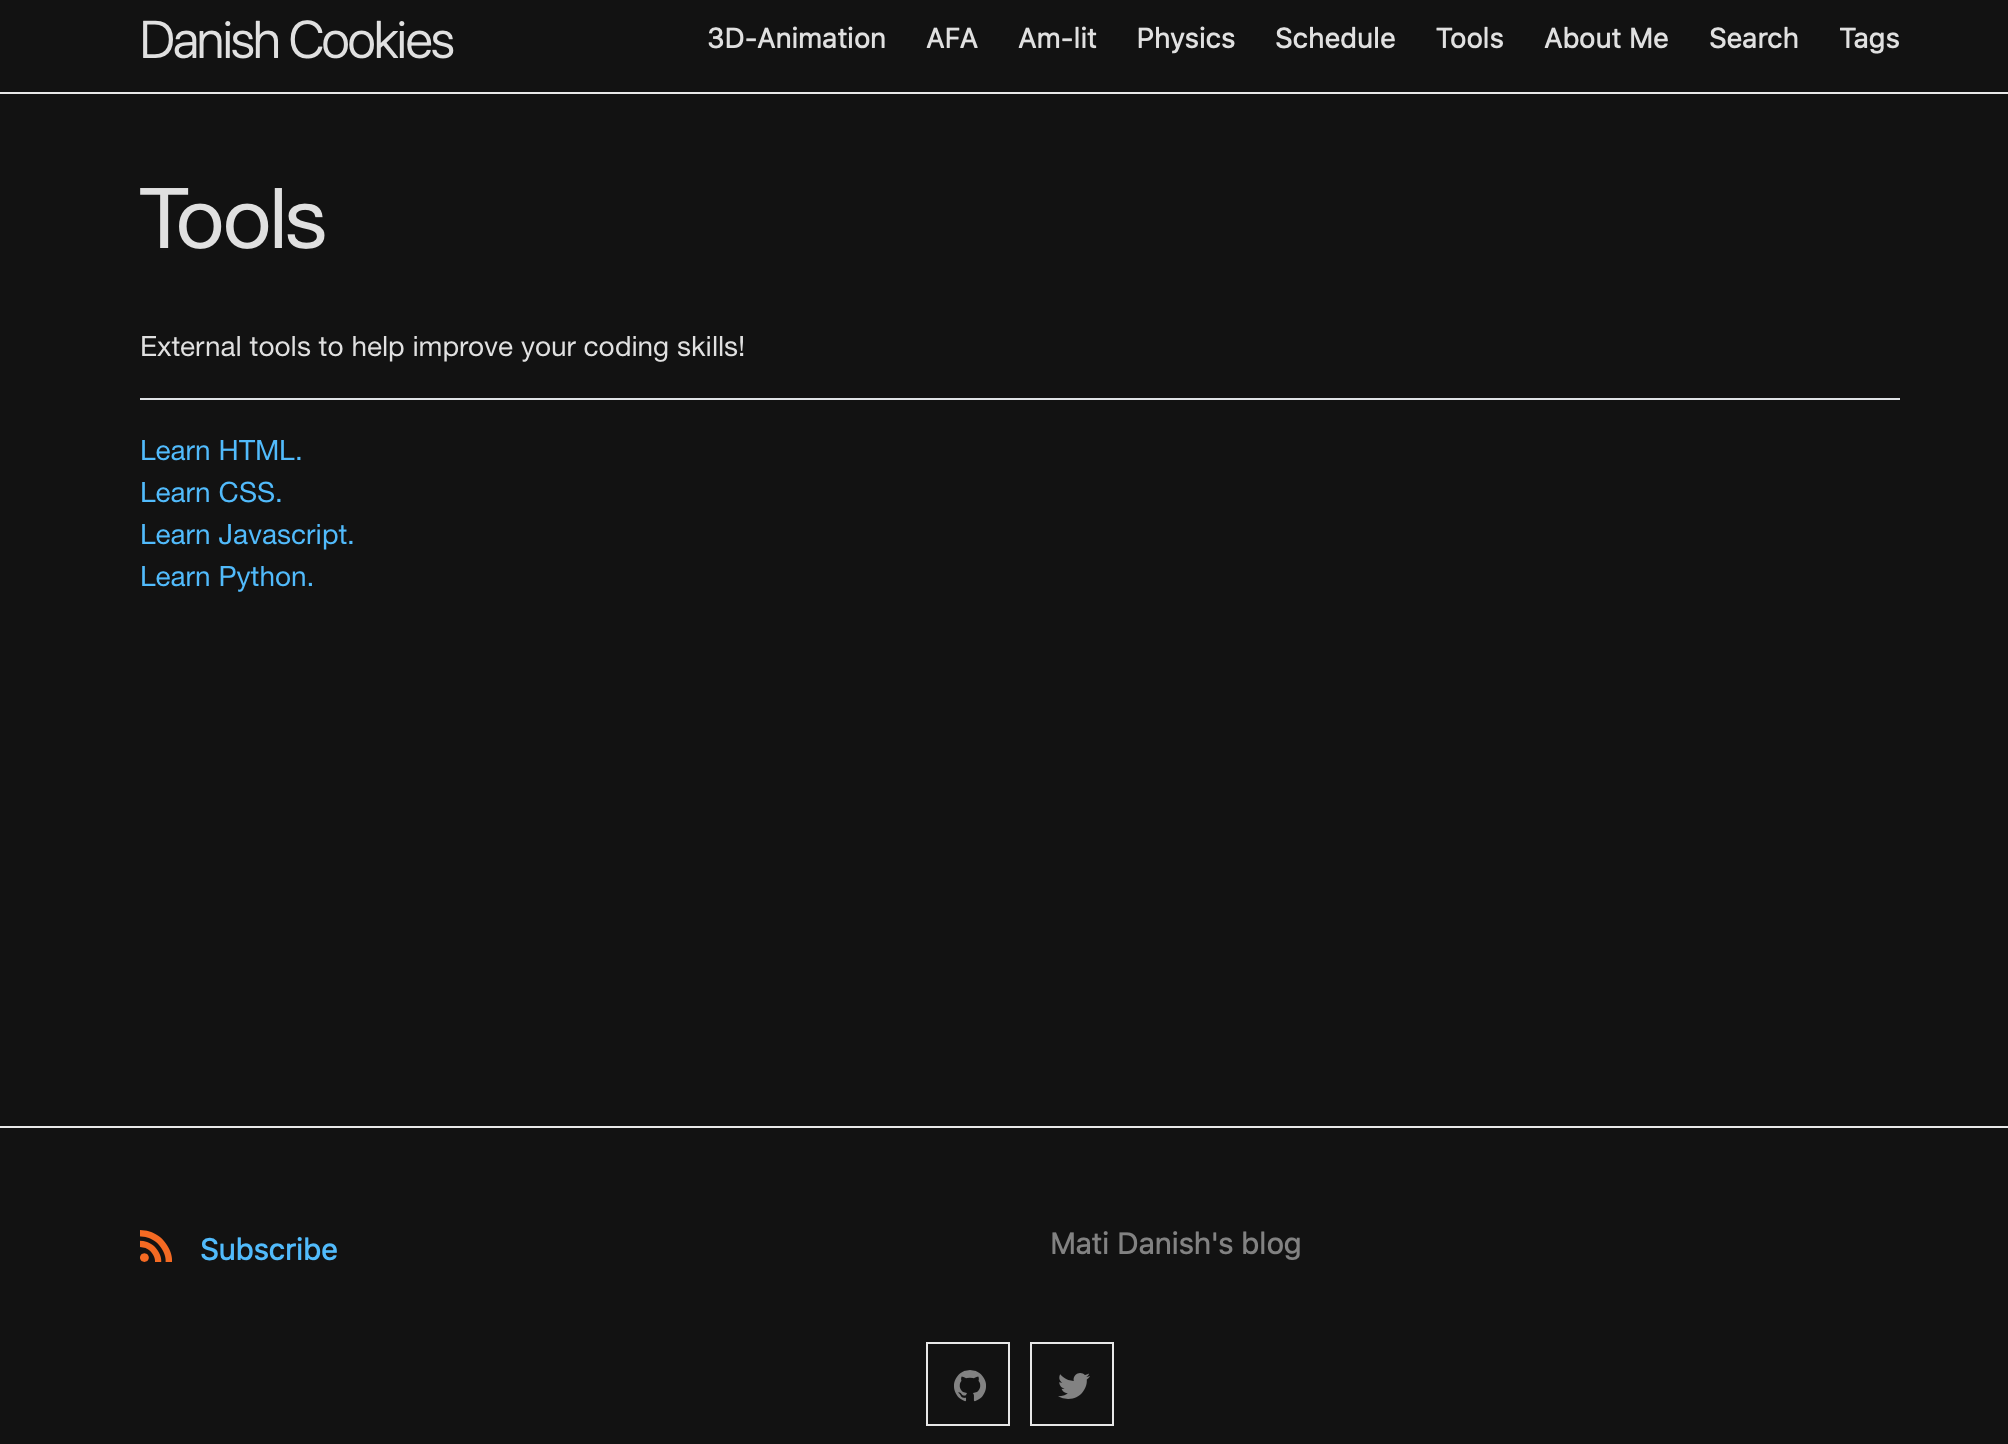 Danish Cookies 3D-Animation AFA Am-lit Physics Schedule Tools About Me Search Tags
Tools
External tools to help improve your coding skills!
Learn HTML.
Learn CSS.
Learn Javascript.
Learn Python.
Subscribe
Mati Danish's blog